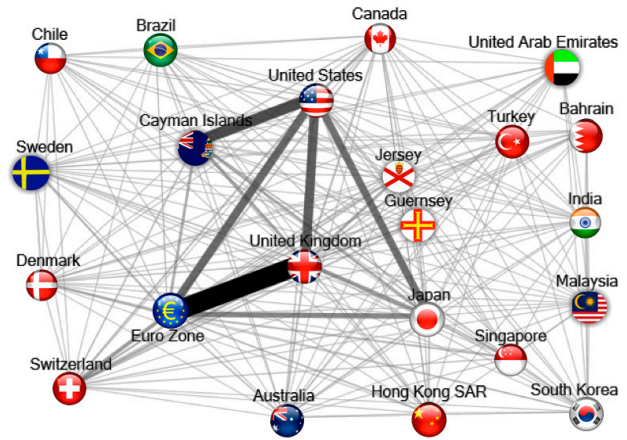 Canada
Brazil
Chile
United Arab Emirates
United States
Cayman Islands
Turkey
Bahrain
Sweden
Jersey
Guernsey
India
United Kingdom
Denmark
Malaysia
Japan
Euro Zone
€
Singapore
Switzerland
Australia
Hong Kong SAR
South Korea